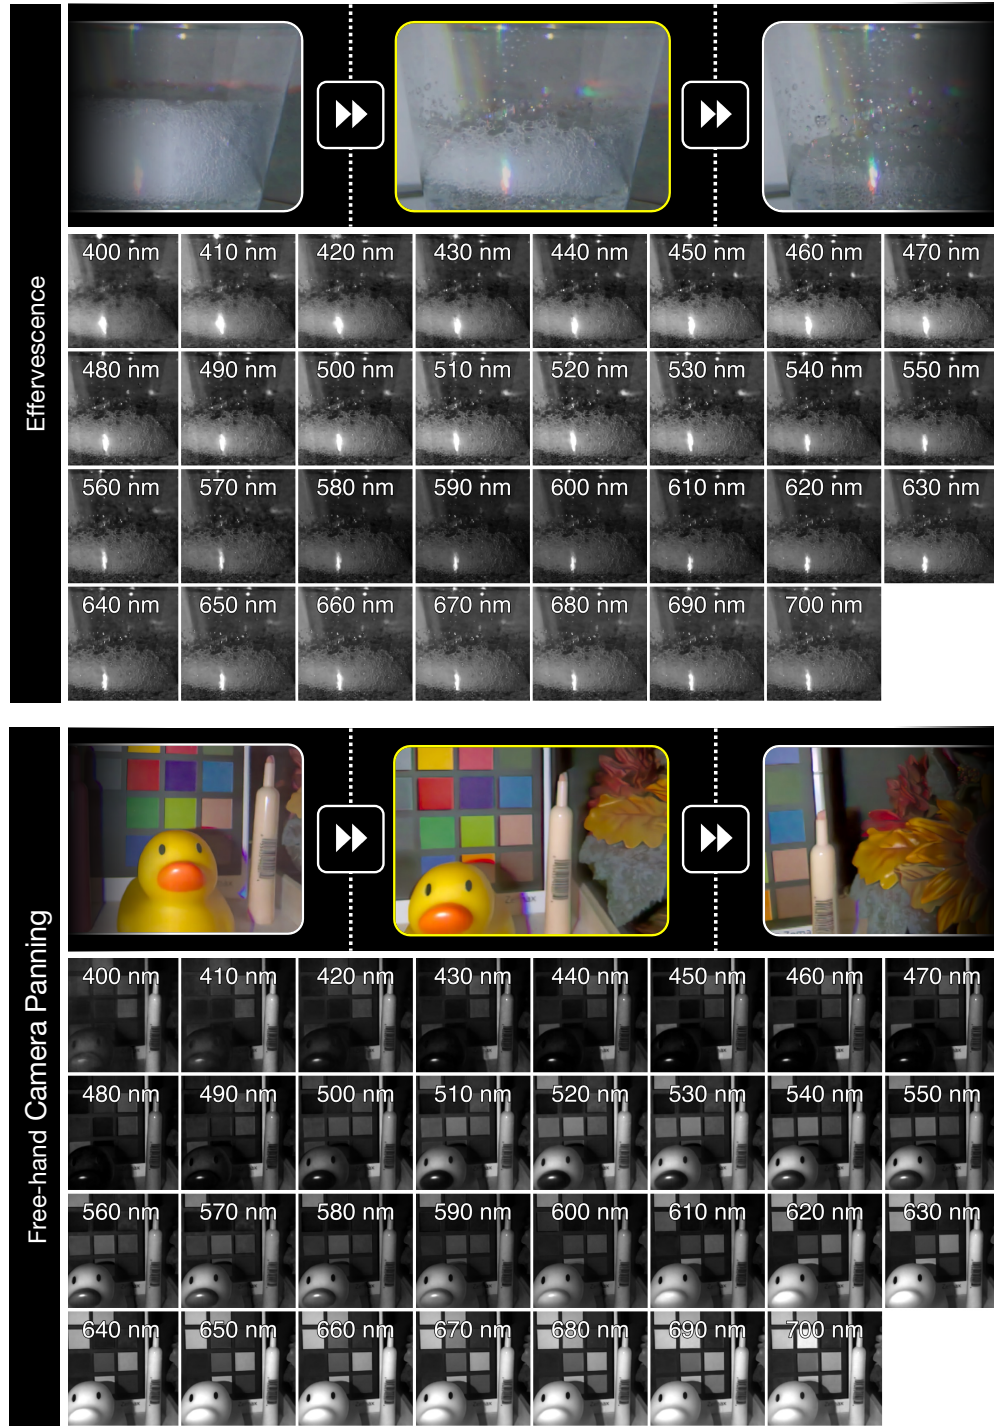 Effervescence
400 nm 410 nm 420 nm 430 nm 440 nm 450 nm 460 nm 470 nm
480 nm 490 nm 500 nm 510 nm 520 nm 530 nm 540 nm 550 nm
560 nm 570 nm 580 nm 590 nm 600 nm 610 nm 620 nm 630 nm
640 nm 650 nm 660 nm 670 nm 680 nm 690 nm 700 nm
Free-hand Camera Panning
400 nm 410 nm 420 nm 430 nm 440 nm 450 nm 460 nm 470 nm
480 nm 490 nm 500 nm 510 nm 520 nm 530 nm 540 nm 550 nm
560 nm 570 nm 580 nm 590 nm 600 nm 610 nm 620 nm 630 nm
640 nm 650 nm 660 nm 670 nm 680 nm 690 nm 700 nm